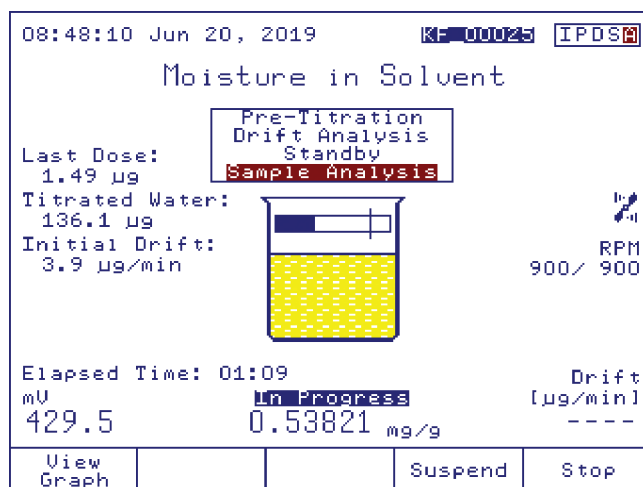 08:48:10 Jun 20, 2019 KF_00025 IPDSA
Moisture in Solvent
Pre-Titration
Drift Analysis
Standby
Sample Analysis
Last Dose:
1.49 µg
Titrated Water:
136.1 µg
Initial Drift:
3.9 µg/min
RPM
900/ 900
Elapsed Time: 01:09
mV
429.5
In Progress
0.53821 mg/g
Drift
[µg/min]
----
View
Graph
Suspend
Stop